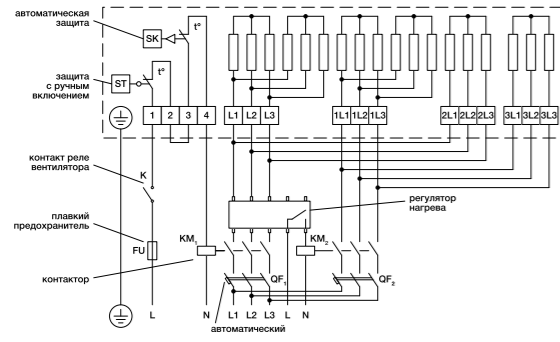 автоматическая
защита
SK
t°
защита
с ручным
включением
ST
t°
1 2 3 4
L1 L2 L3
1L1 1L2 1L3
2L1 2L2 2L3
3L1 3L2 3L3
контакт реле
вентилятора
K
плавкий
предохранитель
FU
регулятор
нагрева
KM1
KM2
контактор
QF1
QF2
L N L1 L2 L3 L N
автоматический